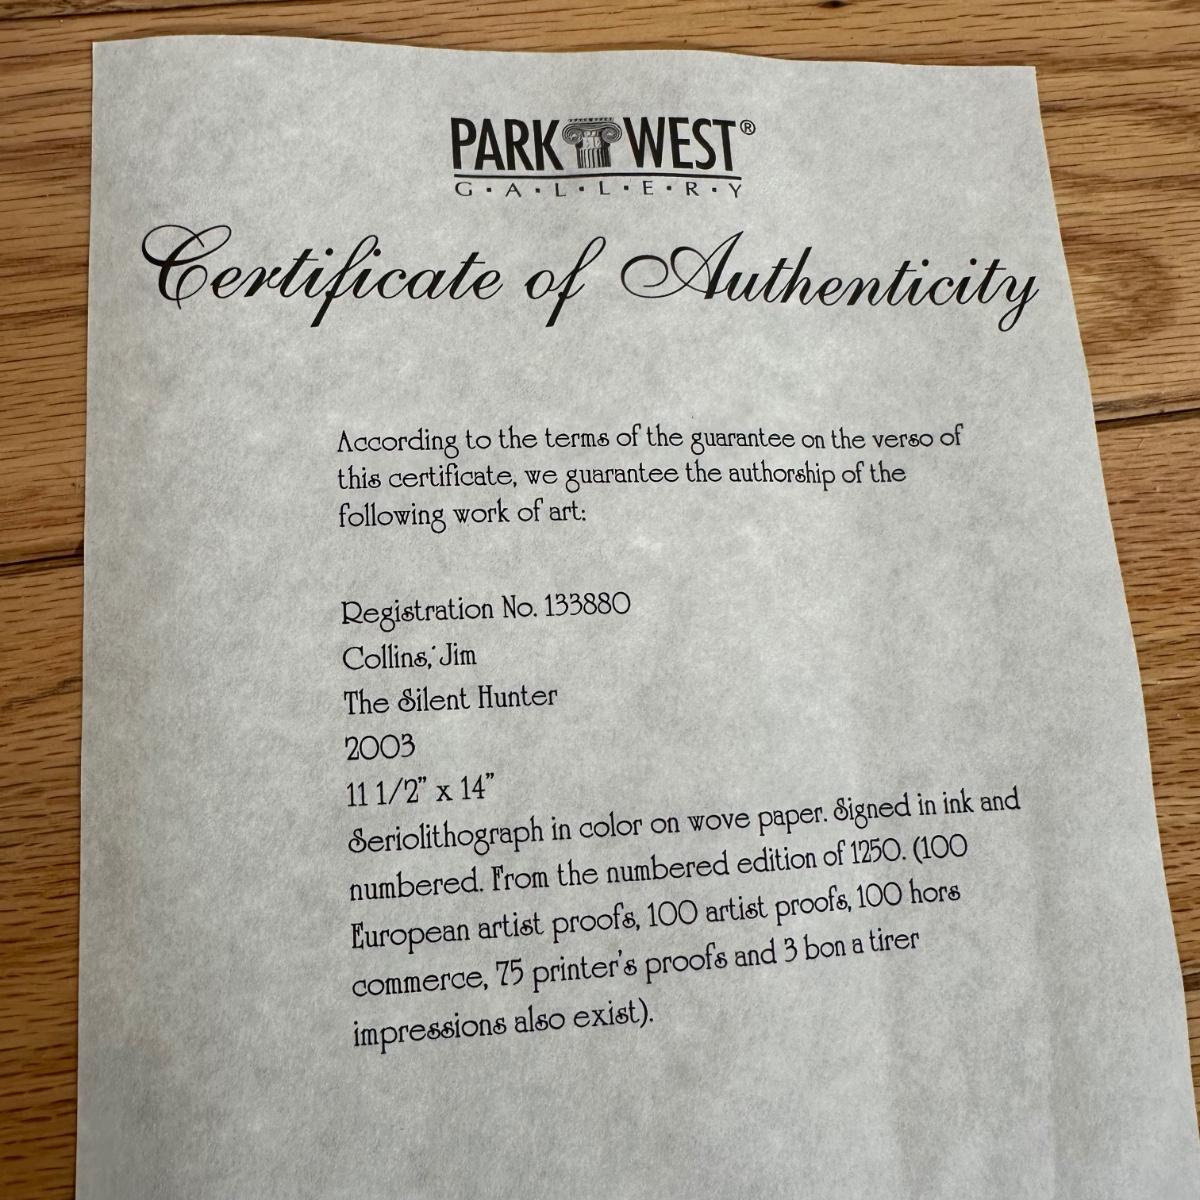 PARK WEST®
G·A·L·L·E·R·Y
Certificate of Authenticity
According to the terms of the guarantee on the verso of
this certificate, we guarantee the authorship of the
following work of art:
Registration No. 133880
Collins, Jim
The Silent Hunter
2003
11 1/2" x 14"
Seriolithograph in color on wove paper. Signed in ink and
numbered. From the numbered edition of 1250. (100
European artist proofs, 100 artist proofs, 100 hors
commerce, 75 printer's proofs and 3 bon a tirer
impressions also exist).